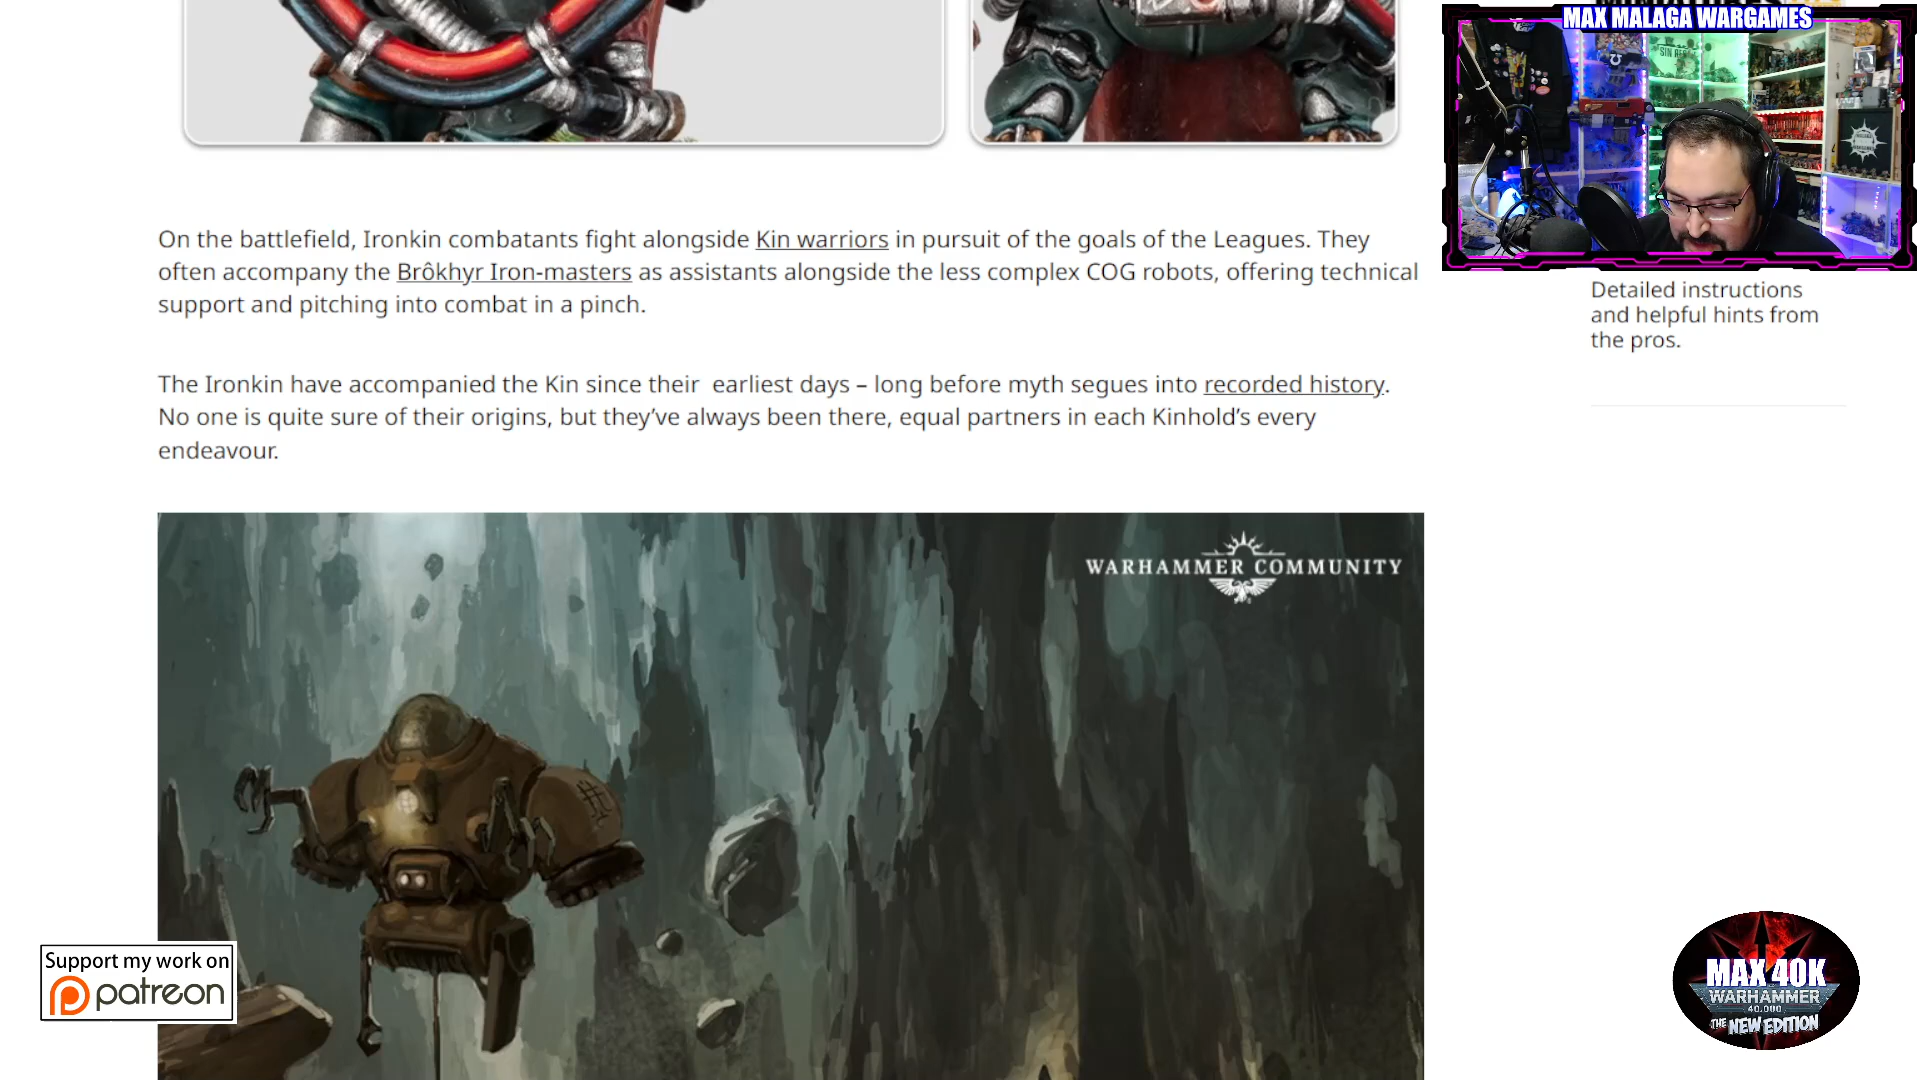 MAX MALAGA WARGAMES
On the battlefield, Ironkin combatants fight alongside Kin warriors in pursuit of the goals of the Leagues. They
often accompany the Brôkhyr Iron-masters as assistants alongside the less complex COG robots, offering technical
support and pitching into combat in a pinch.
Detailed instructions
and helpful hints from
the pros.
The Ironkin have accompanied the Kin since their  earliest days – long before myth segues into recorded history.
No one is quite sure of their origins, but they’ve always been there, equal partners in each Kinhold’s every
endeavour.
WARHAMMER COMMUNITY
Support my work on
patreon
MAX 40K
WARHAMMER
40,000
THE NEW EDITION